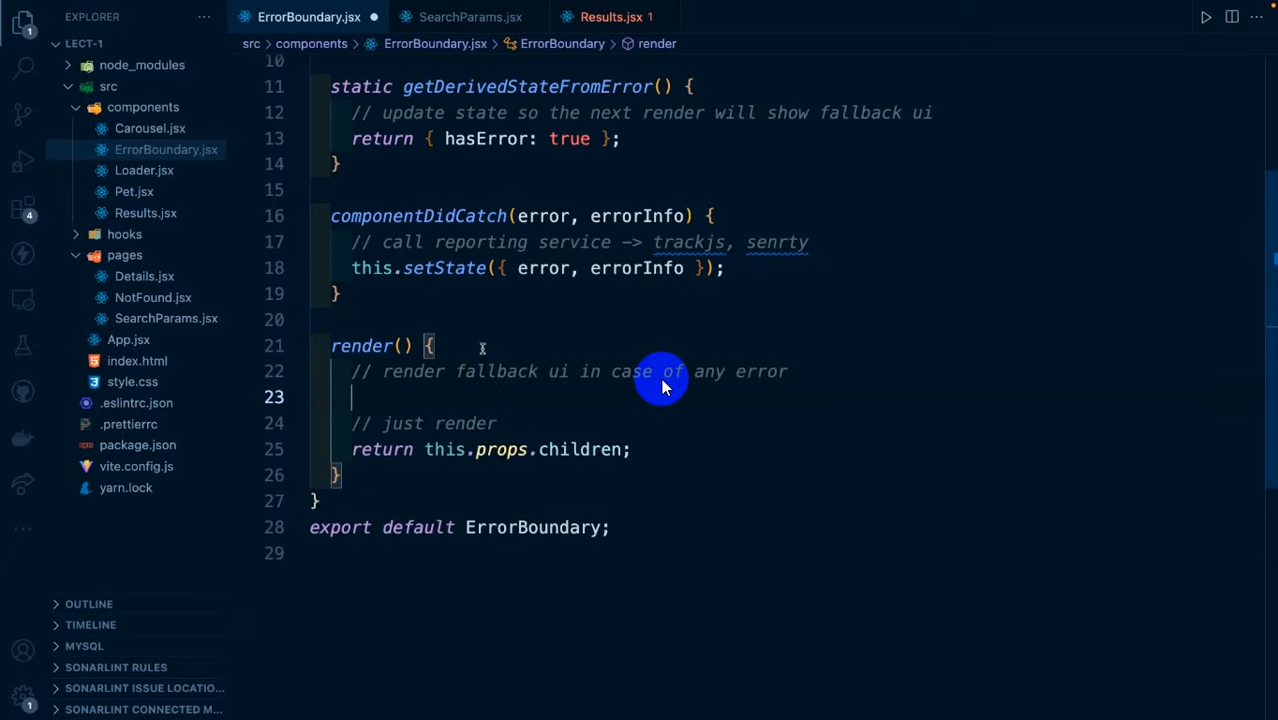 EXPLORER
ErrorBoundary.jsx
SearchParams.jsx
Results.jsx 1
LECT-1
src components ErrorBoundary.jsx ErrorBoundary render
node_modules
src
components
Carousel.jsx
ErrorBoundary.jsx
Loader.jsx
Pet.jsx
Results.jsx
hooks
pages
Details.jsx
NotFound.jsx
SearchParams.jsx
App.jsx
index.html
style.css
.eslintrc.json
.prettierrc
package.json
vite.config.js
yarn.lock
OUTLINE
TIMELINE
MYSQL
SONARLINT RULES
SONARLINT ISSUE LOCATIO...
SONARLINT CONNECTED M...
1
4
1
10
11 static getDerivedStateFromError() {
12 // update state so the next render will show fallback ui
13 return { hasError: true };
14 }
15
16 componentDidCatch(error, errorInfo) {
17 // call reporting service -> trackjs, senrty
18 this.setState({ error, errorInfo });
19 }
20
21 render() {
22 // render fallback ui in case of any error
23
24 // just render
25 return this.props.children;
26 }
27 }
28 export default ErrorBoundary;
29